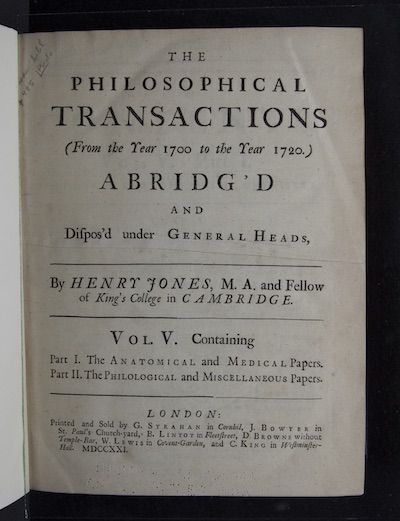 THE
PHILOSOPHICAL
TRANSACTIONS
(From the Year 1700 to the Year 1720.)
ABRIDG'D
AND
Diſpos'd under GENERAL HEADS,
By HENRY JONES, M. A. and Fellow
of King's College in CAMBRIDGE.
VOL. V. Containing
Part I. The ANATOMICAL and MEDICAL Papers.
Part II. The PHILOLOGICAL and MISCELLANEOUS Papers.
LONDON:
Printed and Sold by G. STRAHAN in Cornhil, J. BOWYER in
St. Paul's Church-yard, B. LINTOT in Fleetſtreet, D. BROWNE without
Temple-Bar, W. LEWIS in Covent-Garden, and C. KING in Weſtminſter-
Hall. MDCCXXI.